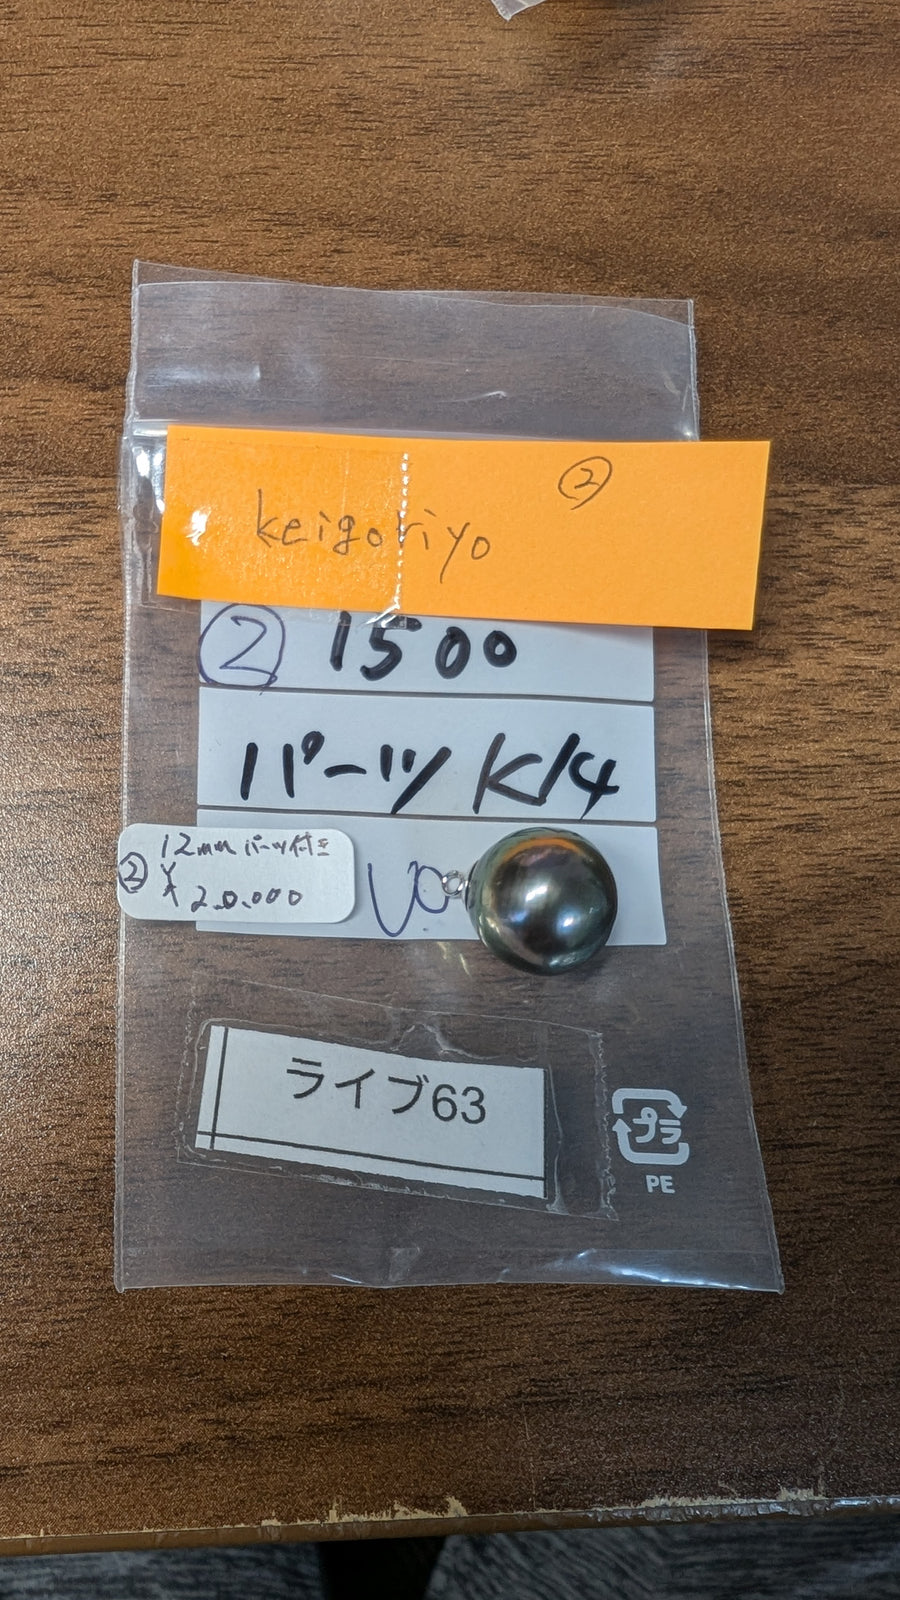 ②
keigoriyo
② 1500
パーツ K14
12mm パーツ付き
② ¥20.000
ライブ63
プラ
PE